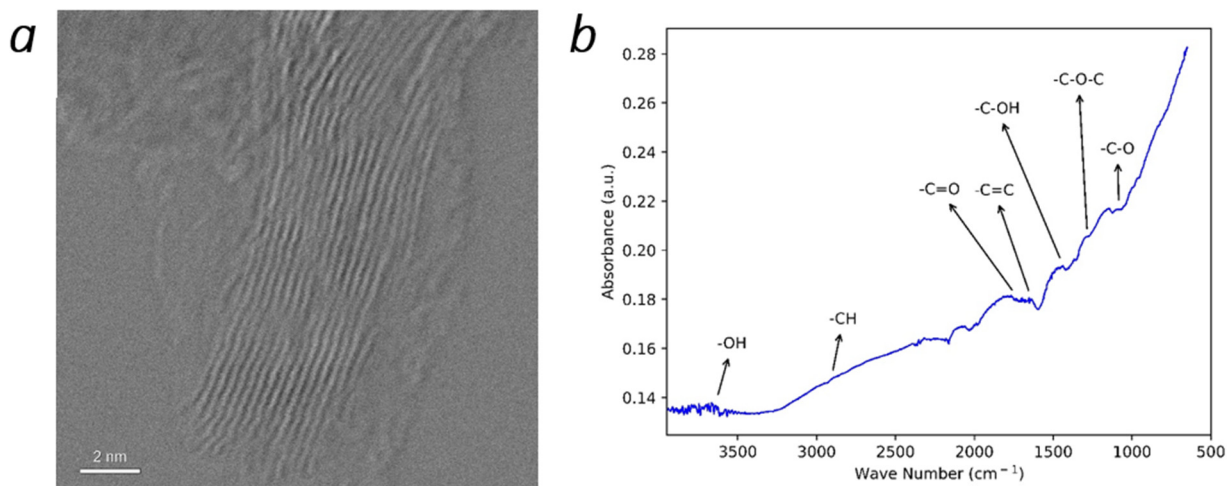 a
2 nm
b
Absorbance (a.u.)
0.28
0.26
0.24
0.22
0.20
0.18
0.16
0.14
-C-O-C
-C-OH
-C-O
-C=O
-C=C
-CH
-OH
3500
3000
2500
2000
1500
1000
500
Wave Number (cm⁻¹)